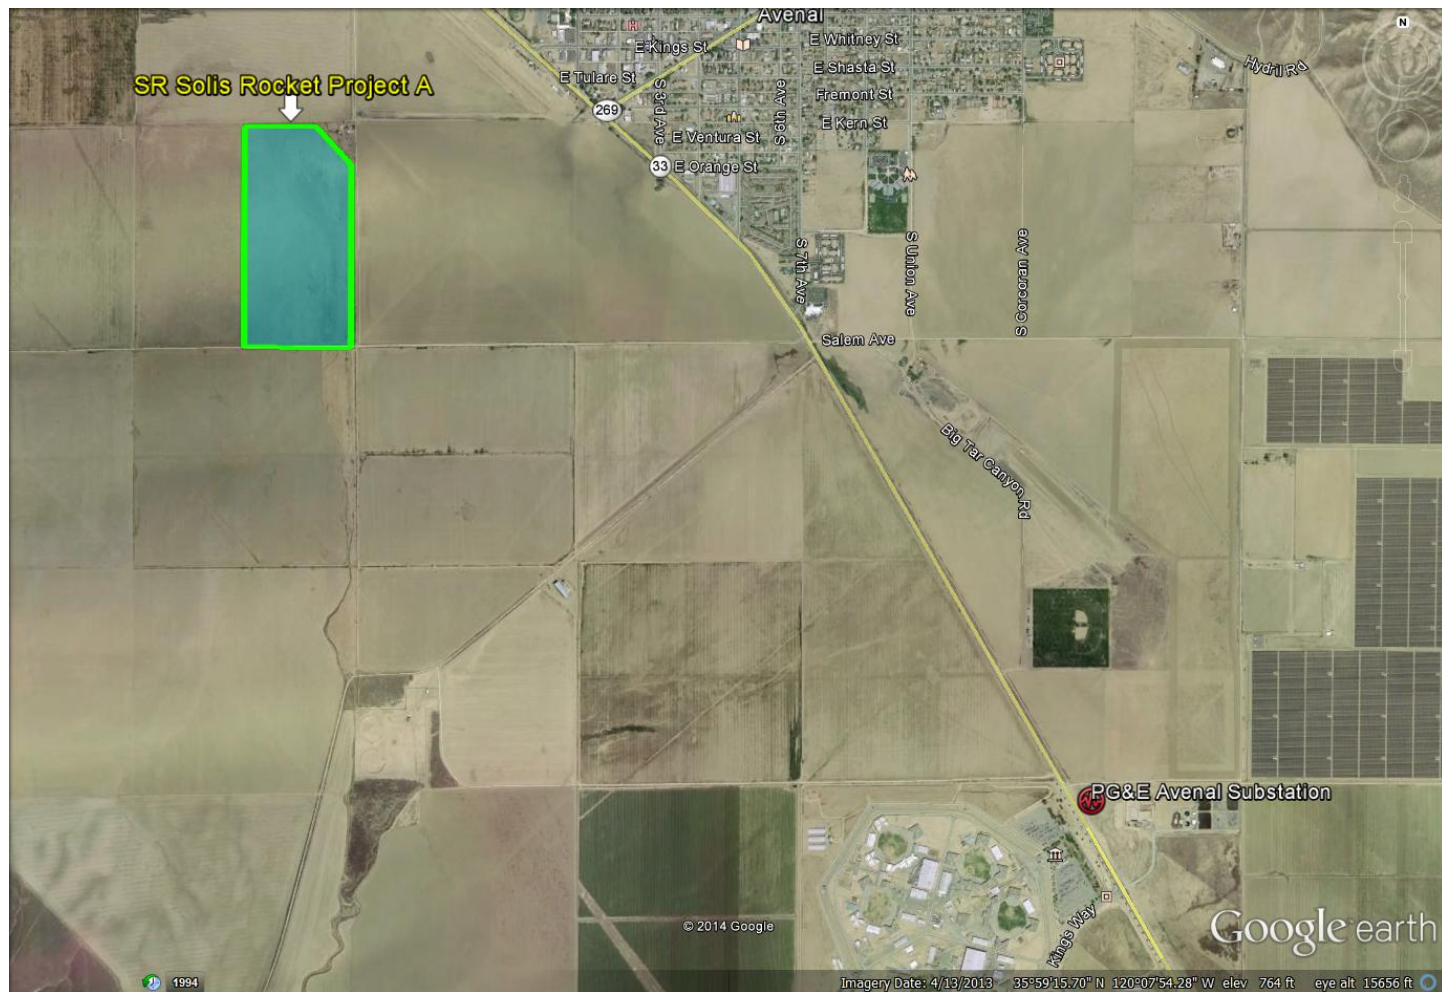 Avenal
N
E Kings St
E Whitney St
E Tulare St
E Shasta St
Hydril Rd
SR Solis Rocket Project A
S 3rd Ave
S 6th Ave
Fremont St
269
E Kern St
E Ventura St
33
E Orange St
S 7th Ave
S Union Ave
S Corcoran Ave
Salem Ave
Big Tar Canyon Rd
PG&E Avenal Substation
Kings Way
© 2014 Google
Google earth
1994
Imagery Date: 4/13/2013 35°59'15.70" N 120°07'54.28" W elev 764 ft eye alt 15656 ft